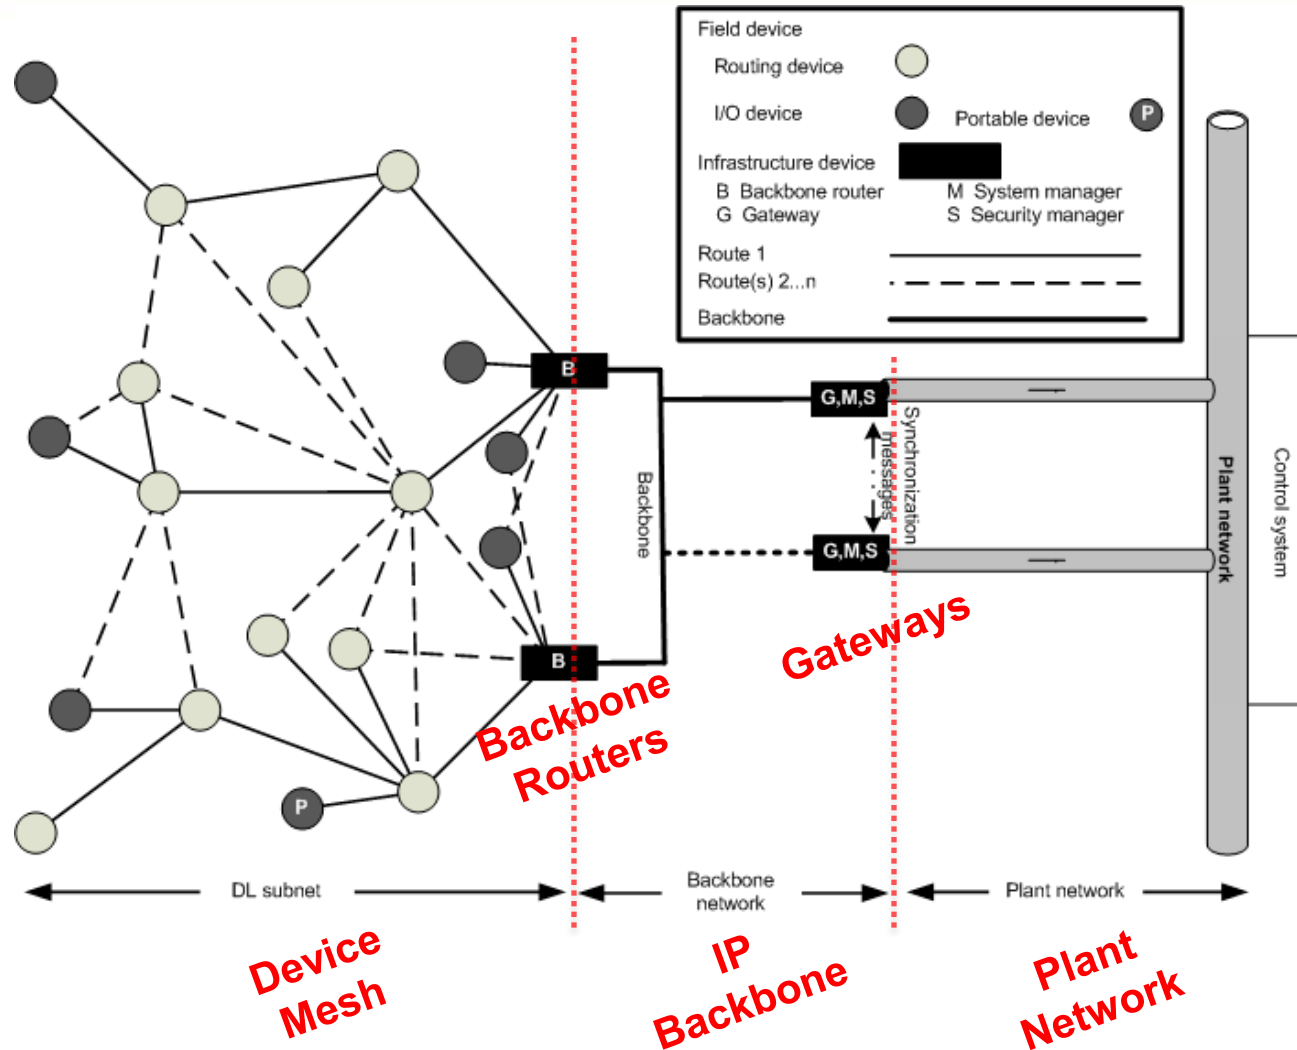 Field device
Routing device
I/O device
Portable device
P
Infrastructure device
B Backbone router
M System manager
G Gateway
S Security manager
Route 1
Route(s) 2...n
Backbone
B
G,M,S
Synchronization
messages
Backbone
Plant network
Control system
G,M,S
Gateways
B
Backbone
Routers
P
DL subnet
Backbone
network
Plant network
Device
Mesh
IP
Backbone
Plant
Network